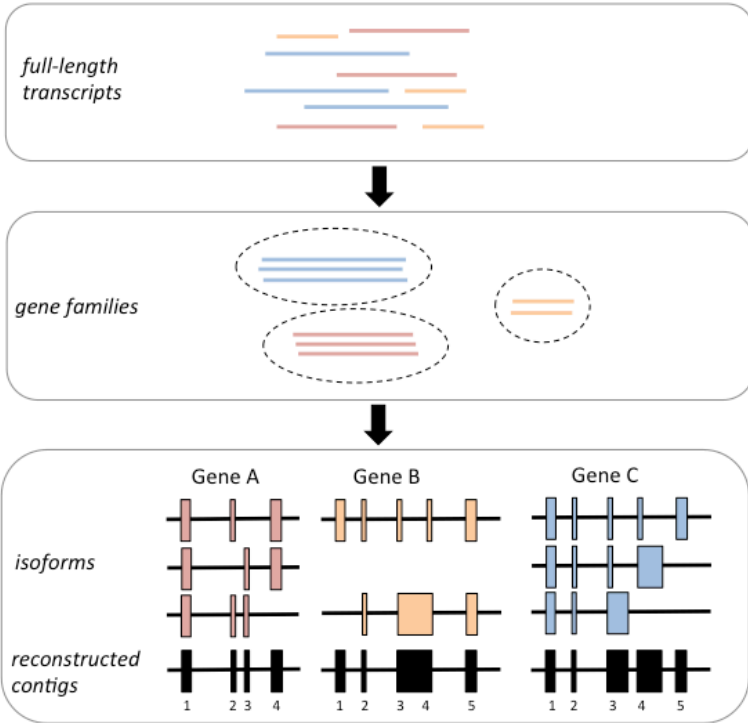 full-length
transcripts
gene families
Gene A Gene B Gene C
isoforms
reconstructed
contigs
1 2 3 4 1 2 3 4 5 1 2 3 4 5